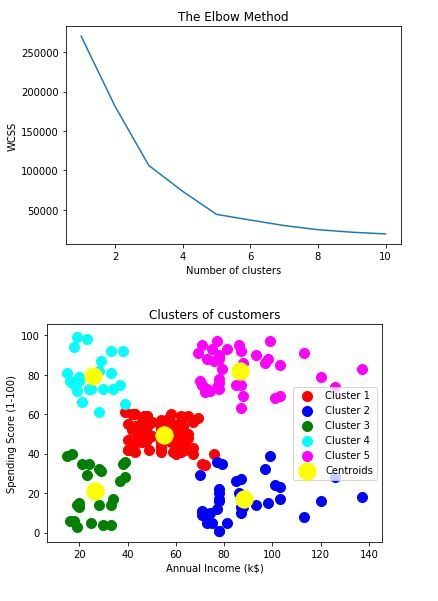 The Elbow Method
250000
200000
150000
100000
50000
WCSS
2 4 6 8 10
Number of clusters
Clusters of customers
100
80
60
40
20
0
Spending Score (1-100)
Cluster 1
Cluster 2
Cluster 3
Cluster 4
Cluster 5
Centroids
20 40 60 80 100 120 140
Annual Income (k$)